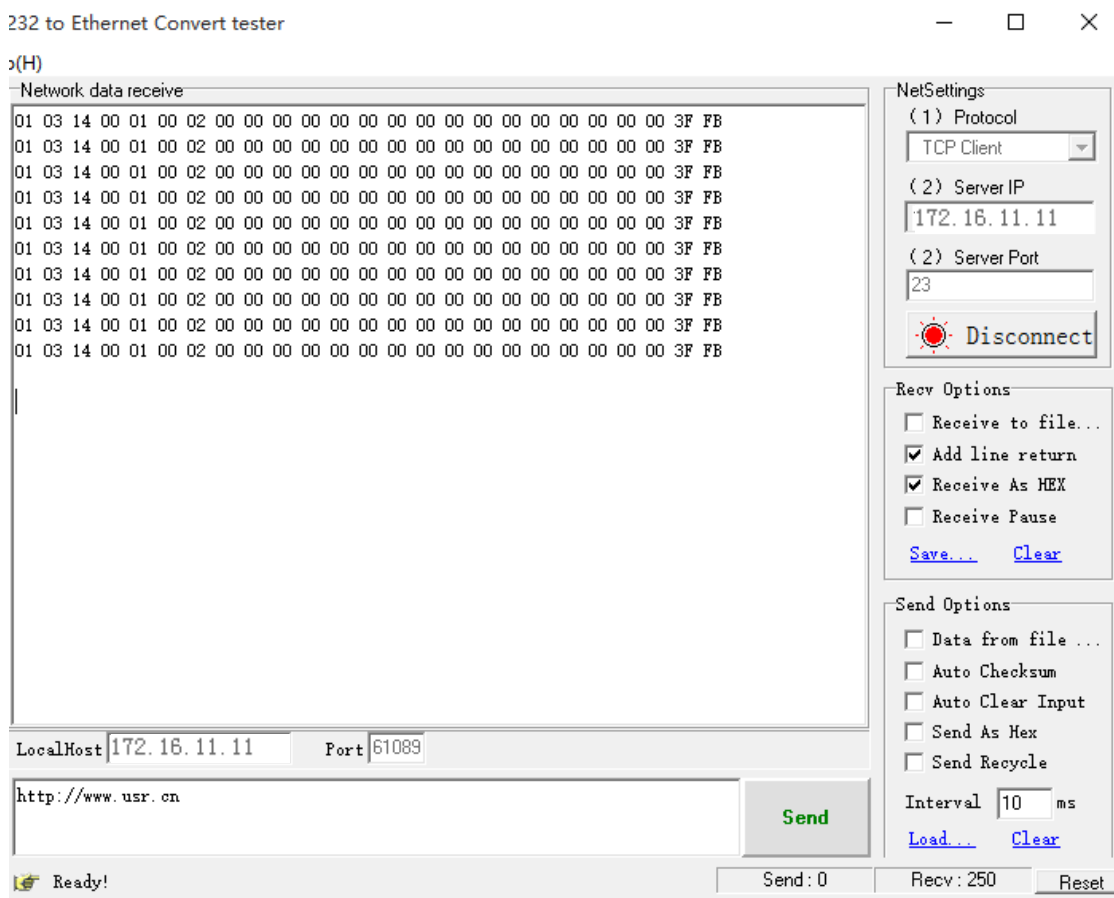 232 to Ethernet Convert tester
(H)
Network data receive
01 03 14 00 01 00 02 00 00 00 00 00 00 00 00 00 00 00 00 00 00 00 00 3F FB
01 03 14 00 01 00 02 00 00 00 00 00 00 00 00 00 00 00 00 00 00 00 00 3F FB
01 03 14 00 01 00 02 00 00 00 00 00 00 00 00 00 00 00 00 00 00 00 00 3F FB
01 03 14 00 01 00 02 00 00 00 00 00 00 00 00 00 00 00 00 00 00 00 00 3F FB
01 03 14 00 01 00 02 00 00 00 00 00 00 00 00 00 00 00 00 00 00 00 00 3F FB
01 03 14 00 01 00 02 00 00 00 00 00 00 00 00 00 00 00 00 00 00 00 00 3F FB
01 03 14 00 01 00 02 00 00 00 00 00 00 00 00 00 00 00 00 00 00 00 00 3F FB
01 03 14 00 01 00 02 00 00 00 00 00 00 00 00 00 00 00 00 00 00 00 00 3F FB
01 03 14 00 01 00 02 00 00 00 00 00 00 00 00 00 00 00 00 00 00 00 00 3F FB
01 03 14 00 01 00 02 00 00 00 00 00 00 00 00 00 00 00 00 00 00 00 00 3F FB
LocalHost 172.16.11.11 Port 61089
http://www.usr.cn
Send
Ready!
Send : 0
Recv : 250
Reset
NetSettings
(1) Protocol
TCP Client
(2) Server IP
172.16.11.11
(2) Server Port
23
Disconnect
Recv Options
Receive to file...
Add line return
Receive As HEX
Receive Pause
Save... Clear
Send Options
Data from file ...
Auto Checksum
Auto Clear Input
Send As Hex
Send Recycle
Interval 10 ms
Load... Clear